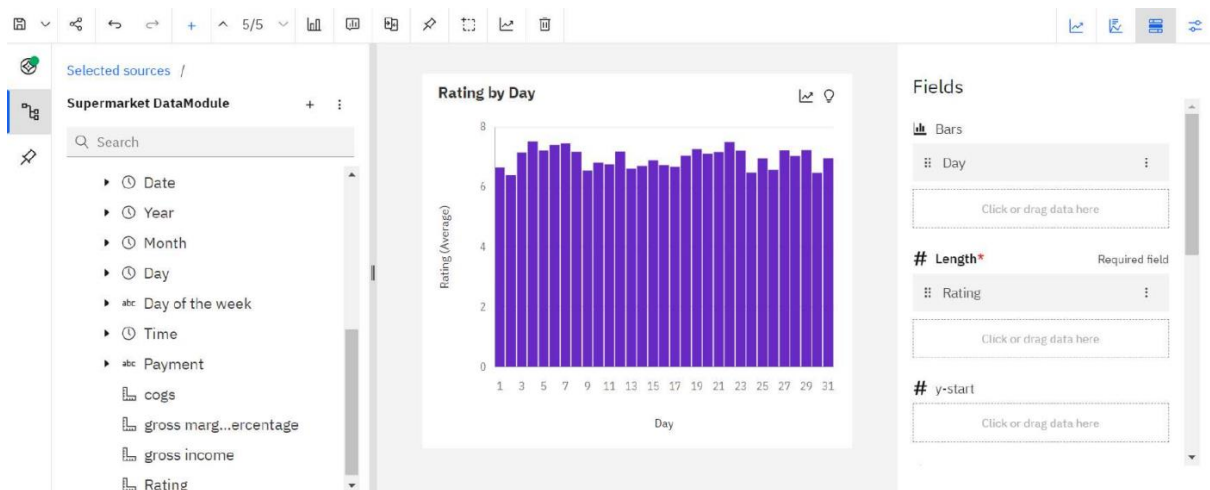 5/5
Selected sources /
Supermarket DataModule
Search
Date
Year
Month
Day
abc Day of the week
Time
abc Payment
cogs
gross marg...ercentage
gross income
Rating
Rating by Day
8
6
4
2
0
Rating (Average)
1 3 5 7 9 11 13 15 17 19 21 23 25 27 29 31
Day
Fields
Bars
Day
Click or drag data here
# Length* Required field
Rating
Click or drag data here
# y-start
Click or drag data here